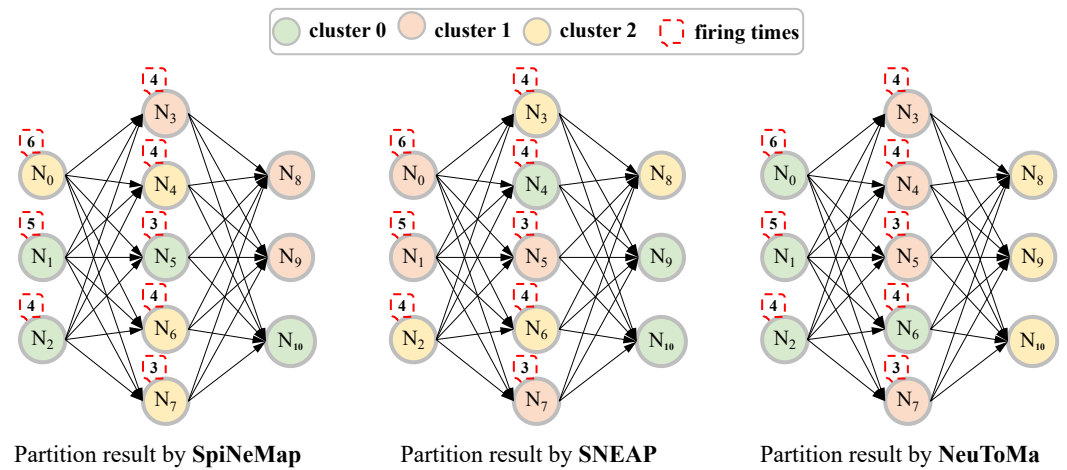 cluster 0 cluster 1 cluster 2 firing times
4 4 4
N3 N3 N3
6 4 6 4 6 4
N0 N4 N8 N0 N4 N8 N0 N4 N8
5 3 5 3 5 3
N1 N5 N9 N1 N5 N9 N1 N5 N9
4 4 4 4 4 4
N2 N6 N10 N2 N6 N10 N2 N6 N10
3 3 3
N7 N7 N7
Partition result by SpiNeMap Partition result by SNEAP Partition result by NeuToMa